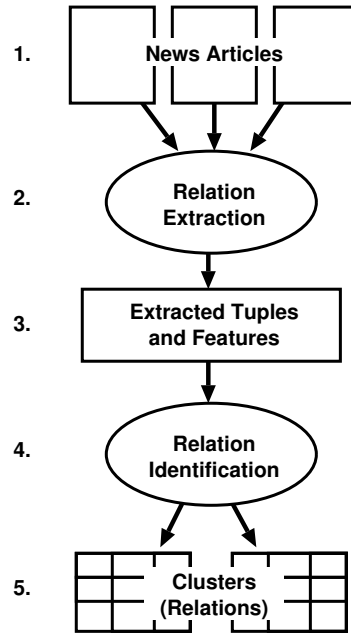 1.
News Articles
2.
Relation
Extraction
3.
Extracted Tuples
and Features
4.
Relation
Identification
5.
Clusters
(Relations)